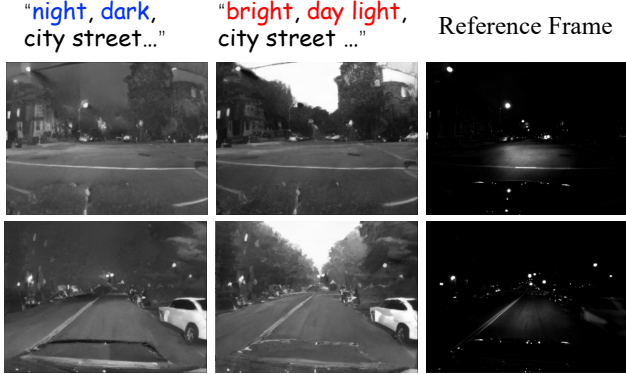 “night, dark,
city street…”
“bright, day light,
city street …”
Reference Frame